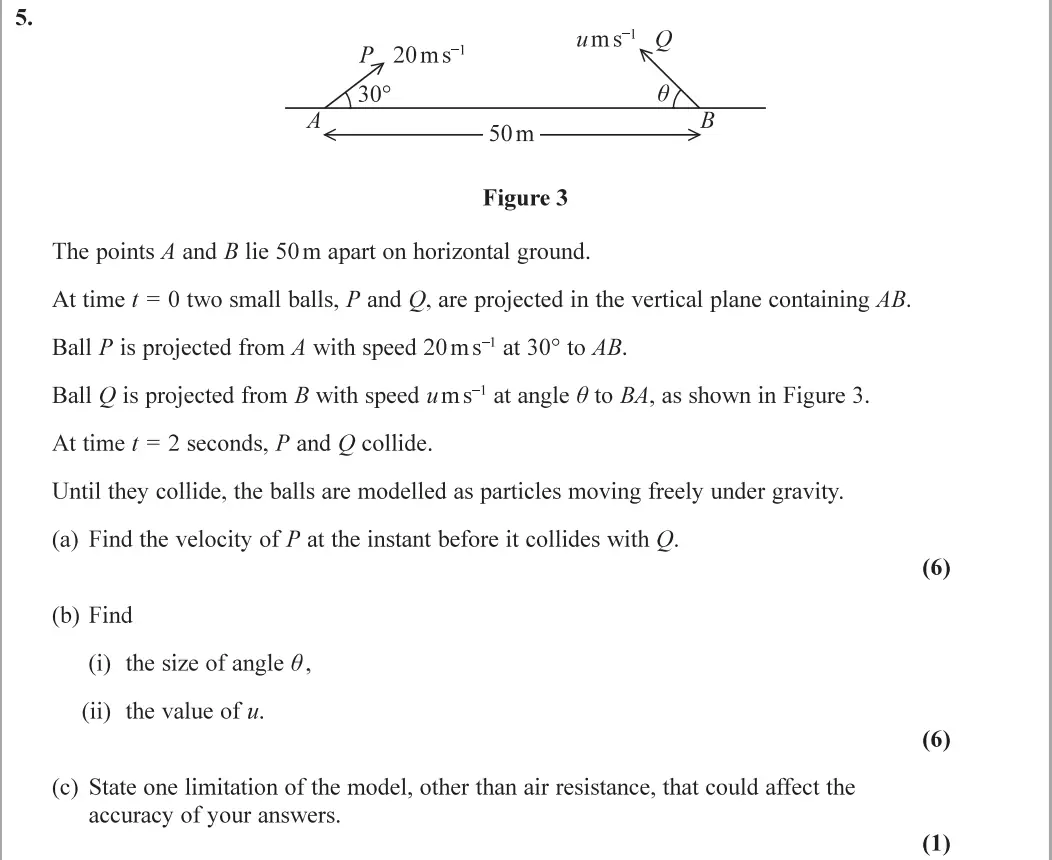 5.
P 20 m s⁻¹
u m s⁻¹ Q
30°
θ
A
B
50 m
Figure 3
The points A and B lie 50 m apart on horizontal ground.
At time t = 0 two small balls, P and Q, are projected in the vertical plane containing AB.
Ball P is projected from A with speed 20 m s⁻¹ at 30° to AB.
Ball Q is projected from B with speed u m s⁻¹ at angle θ to BA, as shown in Figure 3.
At time t = 2 seconds, P and Q collide.
Until they collide, the balls are modelled as particles moving freely under gravity.
(a) Find the velocity of P at the instant before it collides with Q.
(6)
(b) Find
(i) the size of angle θ,
(ii) the value of u.
(6)
(c) State one limitation of the model, other than air resistance, that could affect the
accuracy of your answers.
(1)